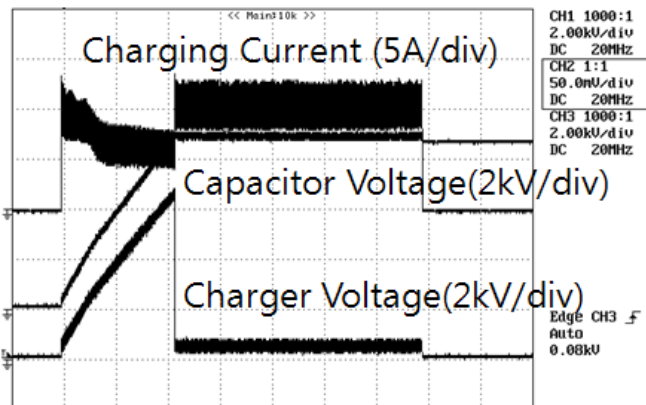 << Main:10k >>
Charging Current (5A/div)
Capacitor Voltage(2kV/div)
Charger Voltage(2kV/div)
CH1 1000:1
2.00kV/div
DC 20MHz
CH2 1:1
50.0mV/div
DC 20MHz
CH3 1000:1
2.00kV/div
DC 20MHz
Edge CH3
Auto
0.08kV